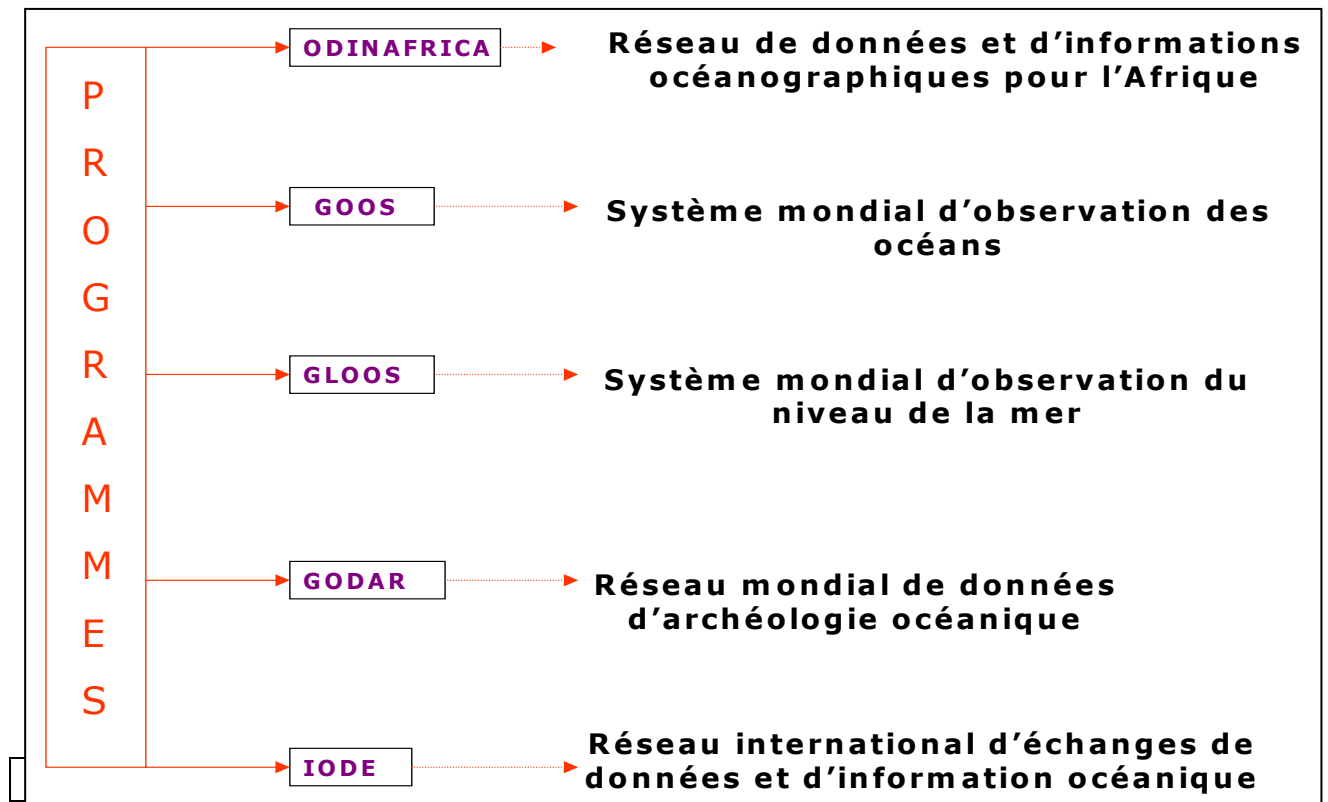 PROGRAMMES
ODINAFRICA
Réseau de données et d’informations
océanographiques pour l’Afrique
GOOS
Système mondial d’observation des
océans
GLOOS
Système mondial d’observation du
niveau de la mer
GODAR
Réseau mondial de données
d’archéologie océanique
IODE
Réseau international d’échanges de
données et d’information océanique